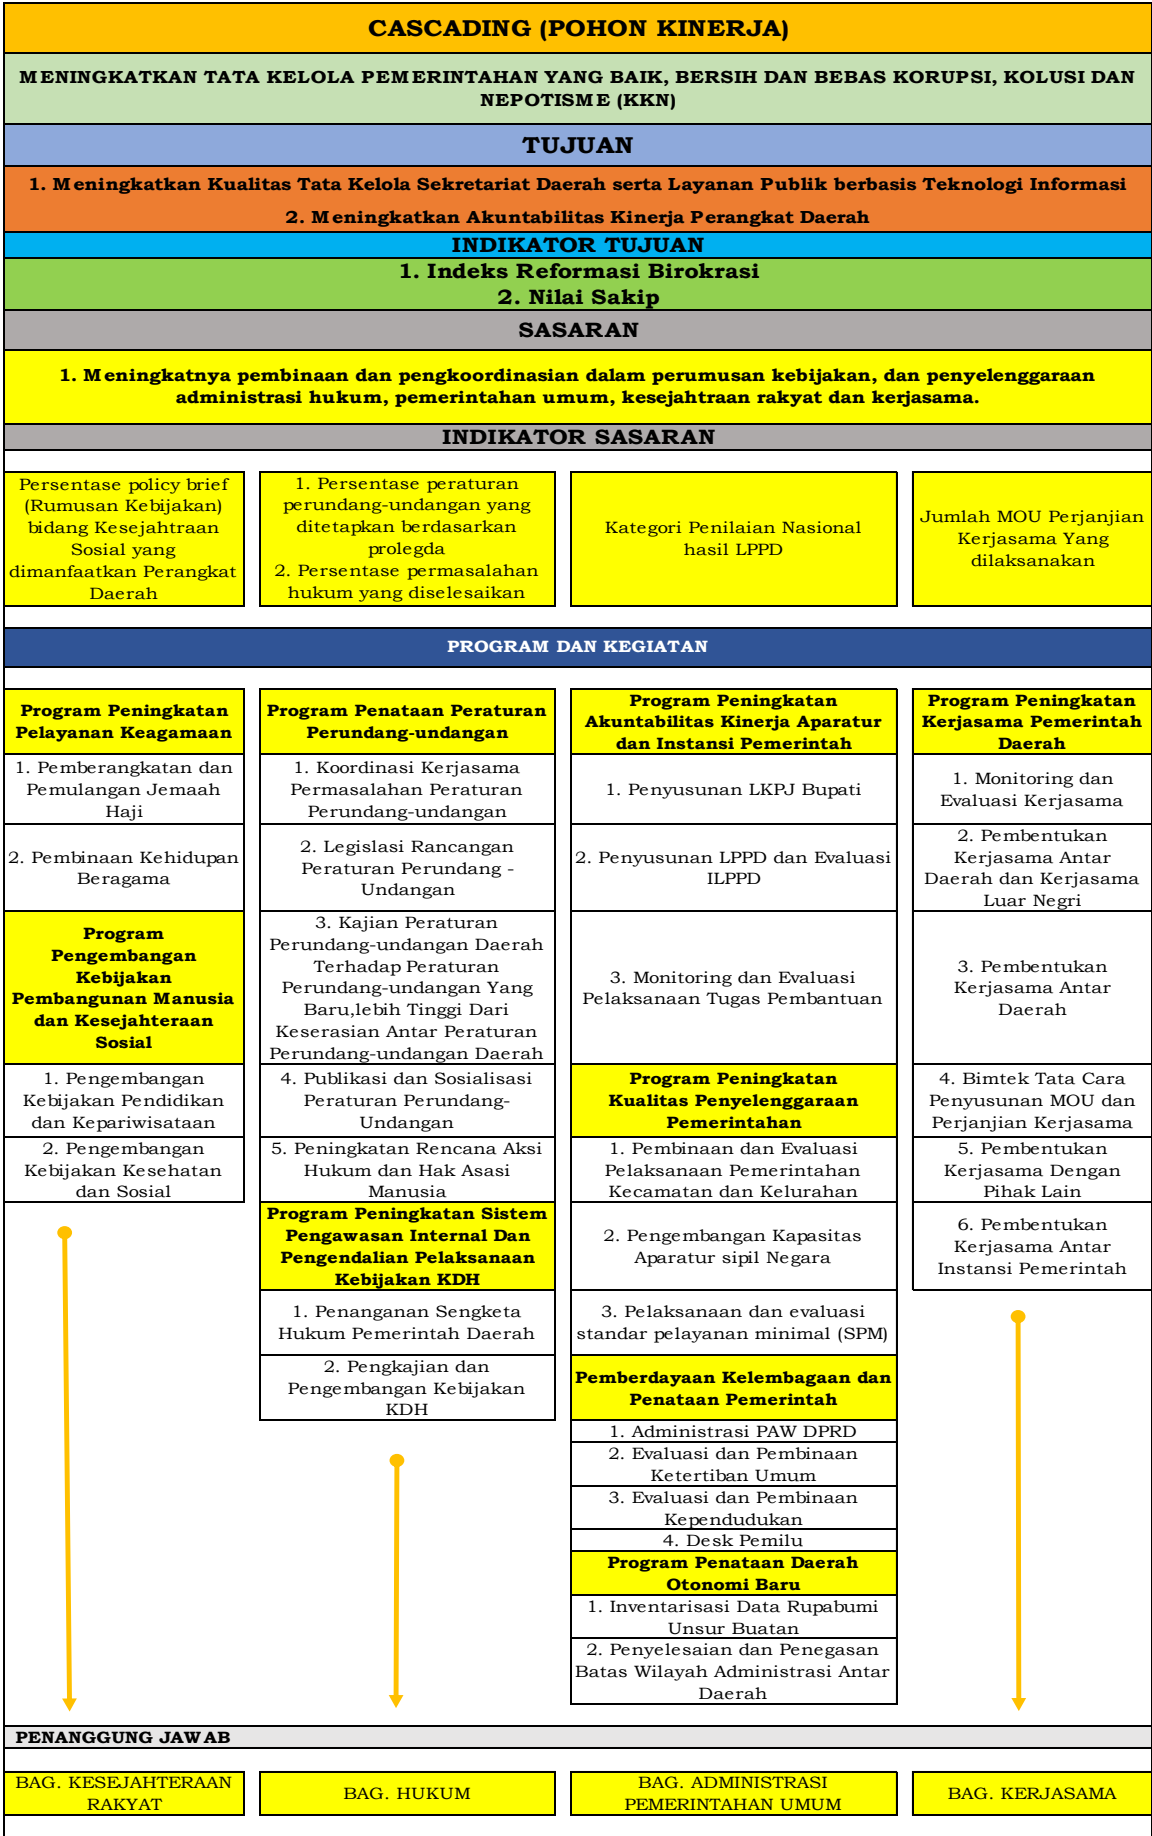 CASCADING (POHON KINERJA)
MENINGKATKAN TATA KELOLA PEMERINTAHAN YANG BAIK, BERSIH DAN BEBAS KORUPSI, KOLUSI DAN
NEPOTISME (KKN)
TUJUAN
1. Meningkatkan Kualitas Tata Kelola Sekretariat Daerah serta Layanan Publik berbasis Teknologi Informasi
2. Meningkatkan Akuntabilitas Kinerja Perangkat Daerah
INDIKATOR TUJUAN
1. Indeks Reformasi Birokrasi
2. Nilai Sakip
SASARAN
1. Meningkatnya pembinaan dan pengkoordinasian dalam perumusan kebijakan, dan penyelenggaraan
administrasi hukum, pemerintahan umum, kesejahtraan rakyat dan kerjasama.
INDIKATOR SASARAN
Persentase policy brief
(Rumusan Kebijakan)
bidang Kesejahtraan
Sosial yang
dimanfaatkan Perangkat
Daerah
1. Persentase peraturan
perundang-undangan yang
ditetapkan berdasarkan
prolegda
2. Persentase permasalahan
hukum yang diselesaikan
Kategori Penilaian Nasional
hasil LPPD
Jumlah MOU Perjanjian
Kerjasama Yang
dilaksanakan
PROGRAM DAN KEGIATAN
Program Peningkatan
Pelayanan Keagamaan
1. Pemberangkatan dan
Pemulangan Jemaah
Haji
2. Pembinaan Kehidupan
Beragama
Program
Pengembangan
Kebijakan
Pembangunan Manusia
dan Kesejahteraan
Sosial
1. Pengembangan
Kebijakan Pendidikan
dan Kepariwisataan
2. Pengembangan
Kebijakan Kesehatan
dan Sosial
Program Penataan Peraturan
Perundang-undangan
1. Koordinasi Kerjasama
Permasalahan Peraturan
Perundang-undangan
2. Legislasi Rancangan
Peraturan Perundang -
Undangan
3. Kajian Peraturan
Perundang-undangan Daerah
Terhadap Peraturan
Perundang-undangan Yang
Baru,lebih Tinggi Dari
Keserasian Antar Peraturan
Perundang-undangan Daerah
4. Publikasi dan Sosialisasi
Peraturan Perundang-
Undangan
5. Peningkatan Rencana Aksi
Hukum dan Hak Asasi
Manusia
Program Peningkatan Sistem
Pengawasan Internal Dan
Pengendalian Pelaksanaan
Kebijakan KDH
1. Penanganan Sengketa
Hukum Pemerintah Daerah
2. Pengkajian dan
Pengembangan Kebijakan
KDH
Program Peningkatan
Akuntabilitas Kinerja Aparatur
dan Instansi Pemerintah
1. Penyusunan LKPJ Bupati
2. Penyusunan LPPD dan Evaluasi
ILPPD
3. Monitoring dan Evaluasi
Pelaksanaan Tugas Pembantuan
Program Peningkatan
Kualitas Penyelenggaraan
Pemerintahan
1. Pembinaan dan Evaluasi
Pelaksanaan Pemerintahan
Kecamatan dan Kelurahan
2. Pengembangan Kapasitas
Aparatur sipil Negara
3. Pelaksanaan dan evaluasi
standar pelayanan minimal (SPM)
Pemberdayaan Kelembagaan dan
Penataan Pemerintah
1. Administrasi PAW DPRD
2. Evaluasi dan Pembinaan
Ketertiban Umum
3. Evaluasi dan Pembinaan
Kependudukan
4. Desk Pemilu
Program Penataan Daerah
Otonomi Baru
1. Inventarisasi Data Rupabumi
Unsur Buatan
2. Penyelesaian dan Penegasan
Batas Wilayah Administrasi Antar
Daerah
Program Peningkatan
Kerjasama Pemerintah
Daerah
1. Monitoring dan
Evaluasi Kerjasama
2. Pembentukan
Kerjasama Antar
Daerah dan Kerjasama
Luar Negri
3. Pembentukan
Kerjasama Antar
Daerah
4. Bimtek Tata Cara
Penyusunan MOU dan
Perjanjian Kerjasama
5. Pembentukan
Kerjasama Dengan
Pihak Lain
6. Pembentukan
Kerjasama Antar
Instansi Pemerintah
PENANGGUNG JAWAB
BAG. KESEJAHTERAAN
RAKYAT
BAG. HUKUM
BAG. ADMINISTRASI
PEMERINTAHAN UMUM
BAG. KERJASAMA